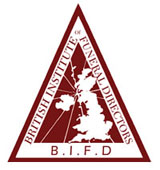 BRITISH INSTITUTE of FUNERAL DIRECTORS
B.I.F.D